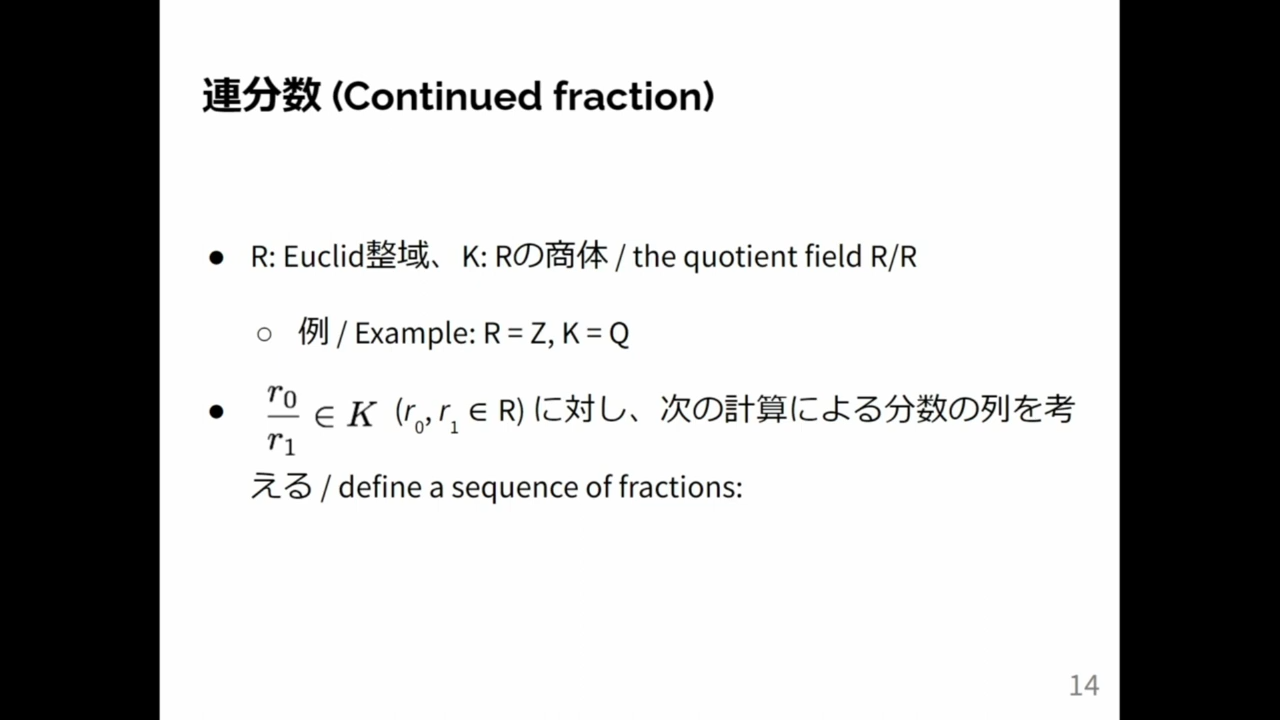 連分数 (Continued fraction)
● R: Euclid整域、K: Rの商体 / the quotient field R/R
○ 例 / Example: R = Z, K = Q
● r₀/r₁ ∈ K (r₀, r₁ ∈ R) に対し、次の計算による分数の列を考
える / define a sequence of fractions:
14